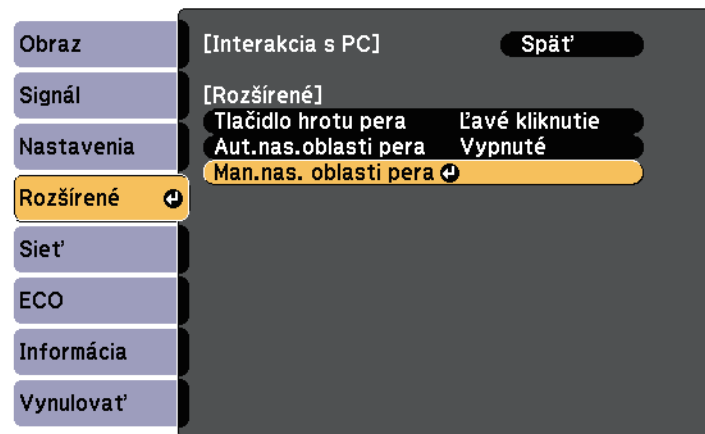 Obraz
Signál
Nastavenia
Rozšírené
Sieť
ECO
Informácia
Vynulovať
[Interakcia s PC] Späť
[Rozšírené]
Tlačidlo hrotu pera Ľavé kliknutie
Aut.nas.oblasti pera Vypnuté
Man.nas. oblasti pera